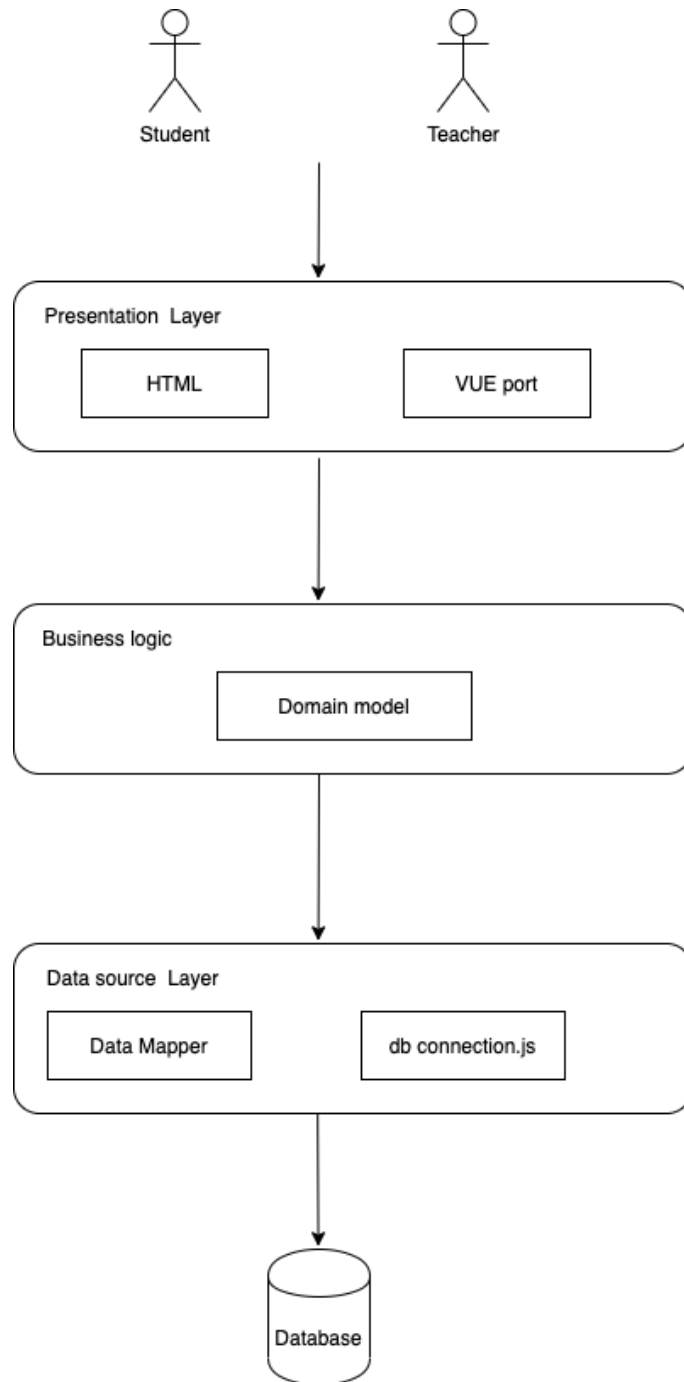 Student
Teacher
Presentation  Layer
HTML
VUE port
Business logic
Domain model
Data source  Layer
Data Mapper
db connection.js
Database